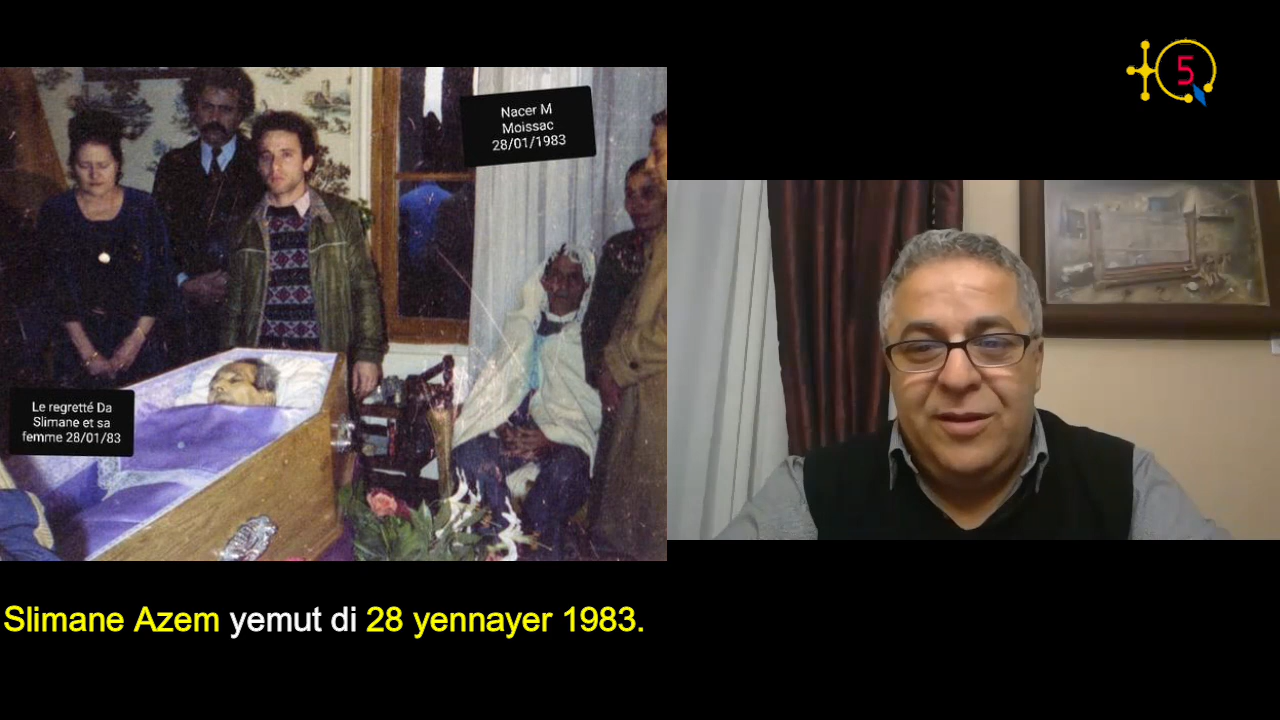 Nacer M
Moissac
28/01/1983
Le regretté Da
Slimane et sa
femme 28/01/83
5
Slimane Azem yemut di 28 yennayer 1983.